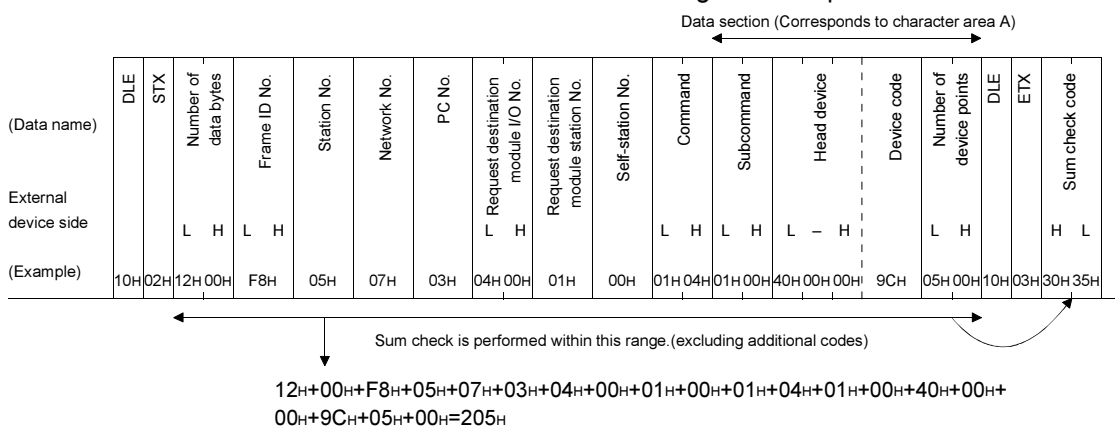 Data section (Corresponds to character area A)
(Data name)
DLE
STX
Number of
data bytes
Frame ID No.
Station No.
Network No.
PC No.
Request destination
module I/O No.
Request destination
module station No.
Self-station No.
Command
Subcommand
Head device
Device code
Number of
device points
DLE
ETX
Sum check code
External
device side
L H L H L H L H L H L – H L H H L
(Example) 10H 02H 12H 00H F8H 05H 07H 03H 04H 00H 01H 00H 01H 04H 01H 00H 40H 00H 00H 9CH 05H 00H 10H 03H 30H 35H
Sum check is performed within this range.(excluding additional codes)
12H+00H+F8H+05H+07H+03H+04H+00H+01H+00H+01H+04H+01H+00H+40H+00H+
00H+9CH+05H+00H=205H